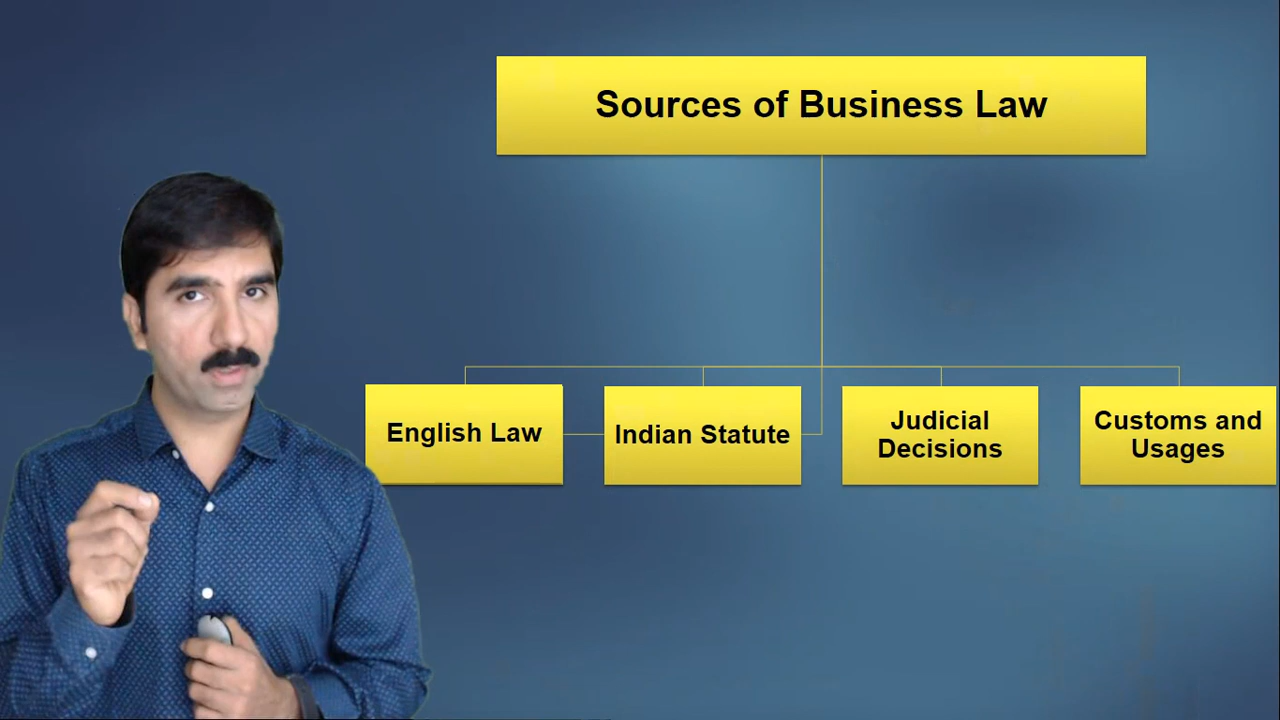 Sources of Business Law
English Law
Indian Statute
Judicial
Decisions
Customs and
Usages